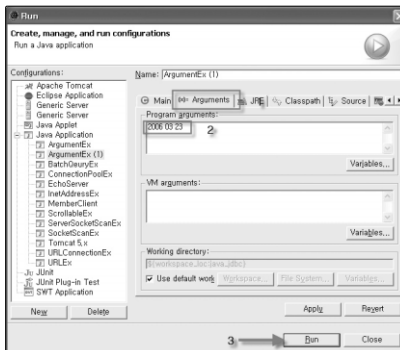 Run
Create, manage, and run configurations
Run a Java application
Configurations:
Apache Tomcat
Eclipse Application
Generic Server
Generic Server
Java Applet
Java Application
ArgumentEx
ArgumentEx (1)
BatchQeuryEx
ConnectionPoolEx
EchoServer
InetAddressEx
MemberClient
ScrollableEx
ServerSocketScanEx
SocketScanEx
Tomcat 5.x
URLConnectionEx
URLEx
JUnit
JUnit Plug-in Test
SWT Application
New
Delete
Name: ArgumentEx (1)
Main
Arguments
JRE
Classpath
Source
Program arguments:
2006 03 23
2
Variables...
VM arguments:
Variables...
Working directory:
Use default work
Workspace...
File System...
Variables...
Apply
Revert
3
Run
Close